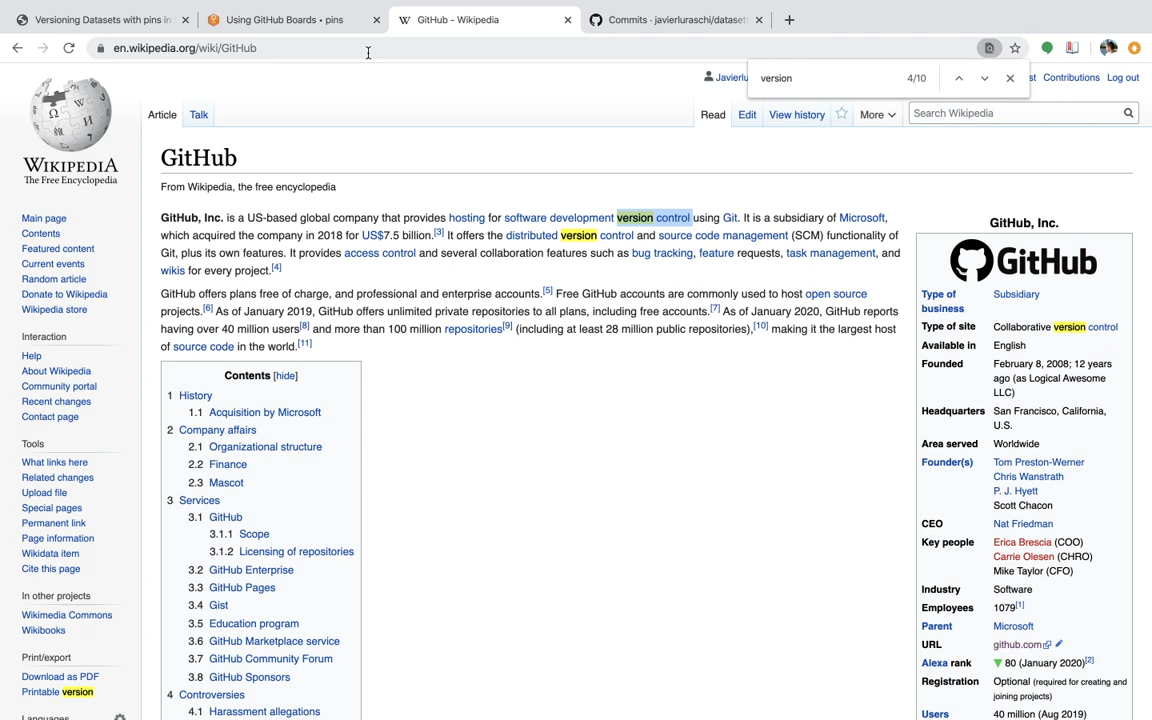 Versioning Datasets with pins in
Using GitHub Boards • pins
GitHub - Wikipedia
Commits · javierluraschi/dataset
en.wikipedia.org/wiki/GitHub
version
4/10
Javierlu
Contributions
Log out
WIKIPEDIA
The Free Encyclopedia
Article
Talk
Read
Edit
View history
More
Search Wikipedia
GitHub
From Wikipedia, the free encyclopedia
GitHub, Inc. is a US-based global company that provides hosting for software development version control using Git. It is a subsidiary of Microsoft,
which acquired the company in 2018 for US$7.5 billion.[3] It offers the distributed version control and source code management (SCM) functionality of
Git, plus its own features. It provides access control and several collaboration features such as bug tracking, feature requests, task management, and
wikis for every project.[4]
GitHub offers plans free of charge, and professional and enterprise accounts.[5] Free GitHub accounts are commonly used to host open source
projects.[6] As of January 2019, GitHub offers unlimited private repositories to all plans, including free accounts.[7] As of January 2020, GitHub reports
having over 40 million users[8] and more than 100 million repositories[9] (including at least 28 million public repositories),[10] making it the largest host
of source code in the world.[11]
Contents [hide]
1 History
1.1 Acquisition by Microsoft
2 Company affairs
2.1 Organizational structure
2.2 Finance
2.3 Mascot
3 Services
3.1 GitHub
3.1.1 Scope
3.1.2 Licensing of repositories
3.2 GitHub Enterprise
3.3 GitHub Pages
3.4 Gist
3.5 Education program
3.6 GitHub Marketplace service
3.7 GitHub Community Forum
3.8 GitHub Sponsors
4 Controversies
4.1 Harassment allegations
Main page
Contents
Featured content
Current events
Random article
Donate to Wikipedia
Wikipedia store
Interaction
Help
About Wikipedia
Community portal
Recent changes
Contact page
Tools
What links here
Related changes
Upload file
Special pages
Permanent link
Page information
Wikidata item
Cite this page
In other projects
Wikimedia Commons
Wikibooks
Print/export
Download as PDF
Printable version
Languages
GitHub, Inc.
GitHub
Type of business Subsidiary
Type of site Collaborative version control
Available in English
Founded February 8, 2008; 12 years
ago (as Logical Awesome
LLC)
Headquarters San Francisco, California,
U.S.
Area served Worldwide
Founder(s) Tom Preston-Werner
Chris Wanstrath
P. J. Hyett
Scott Chacon
CEO Nat Friedman
Key people Erica Brescia (COO)
Carrie Olesen (CHRO)
Mike Taylor (CFO)
Industry Software
Employees 1079[1]
Parent Microsoft
URL github.com
Alexa rank 80 (January 2020)[2]
Registration Optional (required for creating and
joining projects)
Users 40 million (Aug 2019)